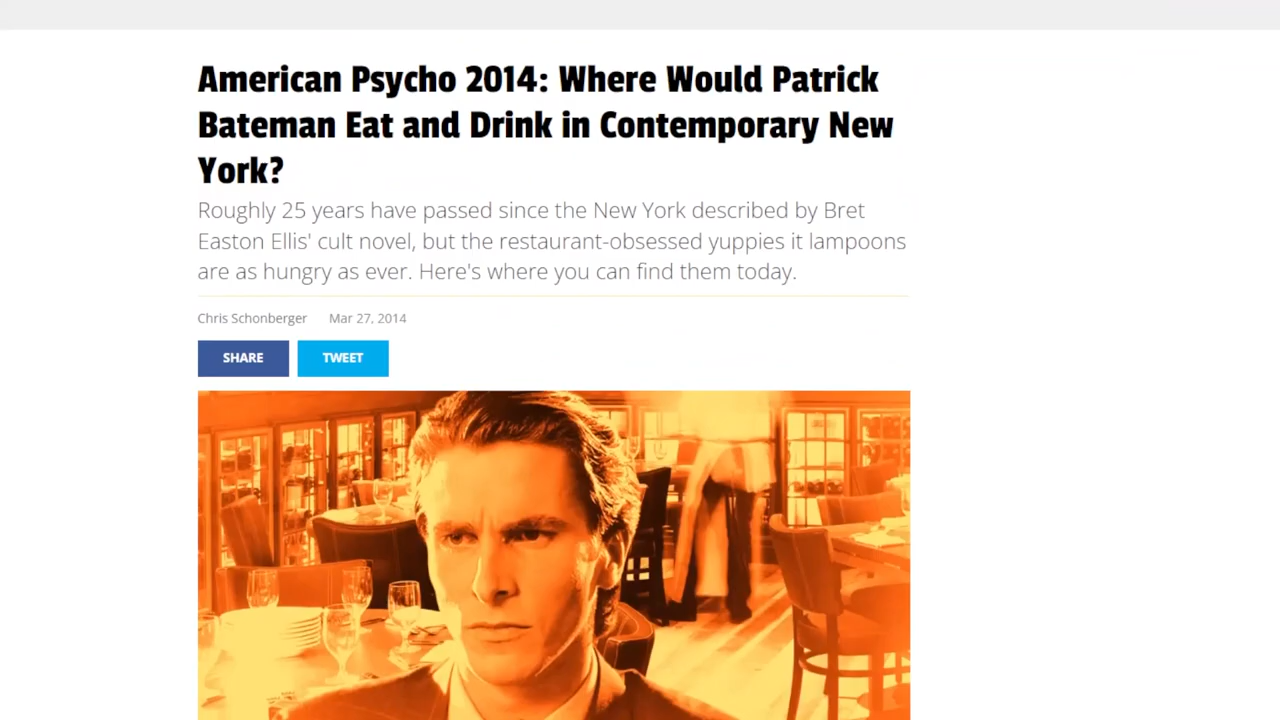 American Psycho 2014: Where Would Patrick
Bateman Eat and Drink in Contemporary New
York?
Roughly 25 years have passed since the New York described by Bret
Easton Ellis' cult novel, but the restaurant-obsessed yuppies it lampoons
are as hungry as ever. Here's where you can find them today.
Chris Schonberger Mar 27, 2014
SHARE TWEET